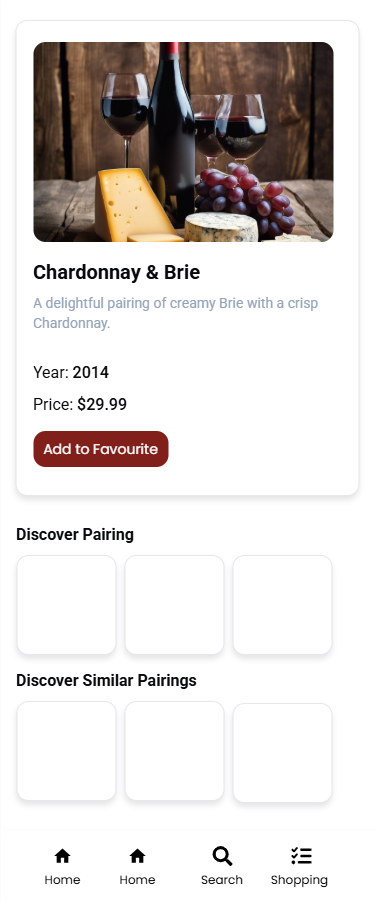 Chardonnay & Brie
A delightful pairing of creamy Brie with a crisp
Chardonnay.
Year: 2014
Price: $29.99
Add to Favourite
Discover Pairing
Discover Similar Pairings
Home Home Search Shopping